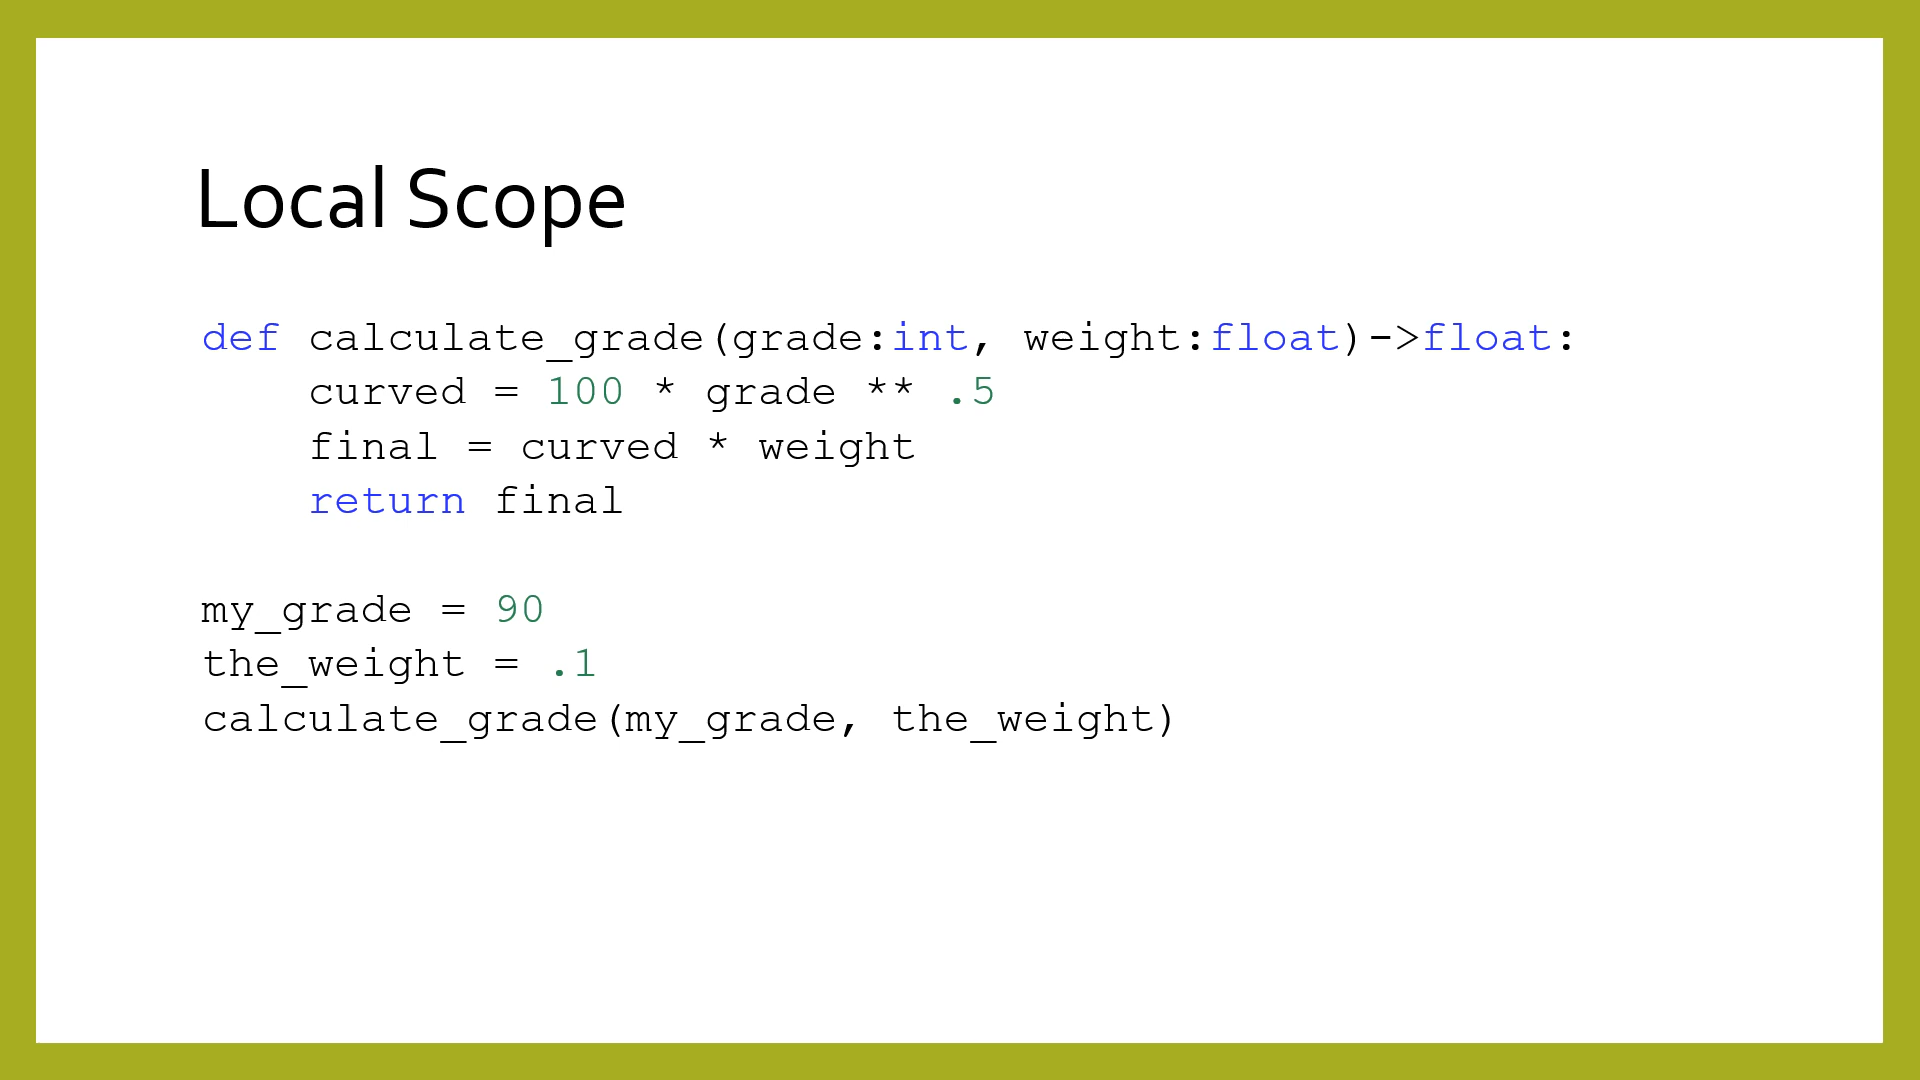 Local Scope
def calculate_grade(grade:int, weight:float)->float:
    curved = 100 * grade ** .5
    final = curved * weight
    return final
my_grade = 90
the_weight = .1
calculate_grade(my_grade, the_weight)